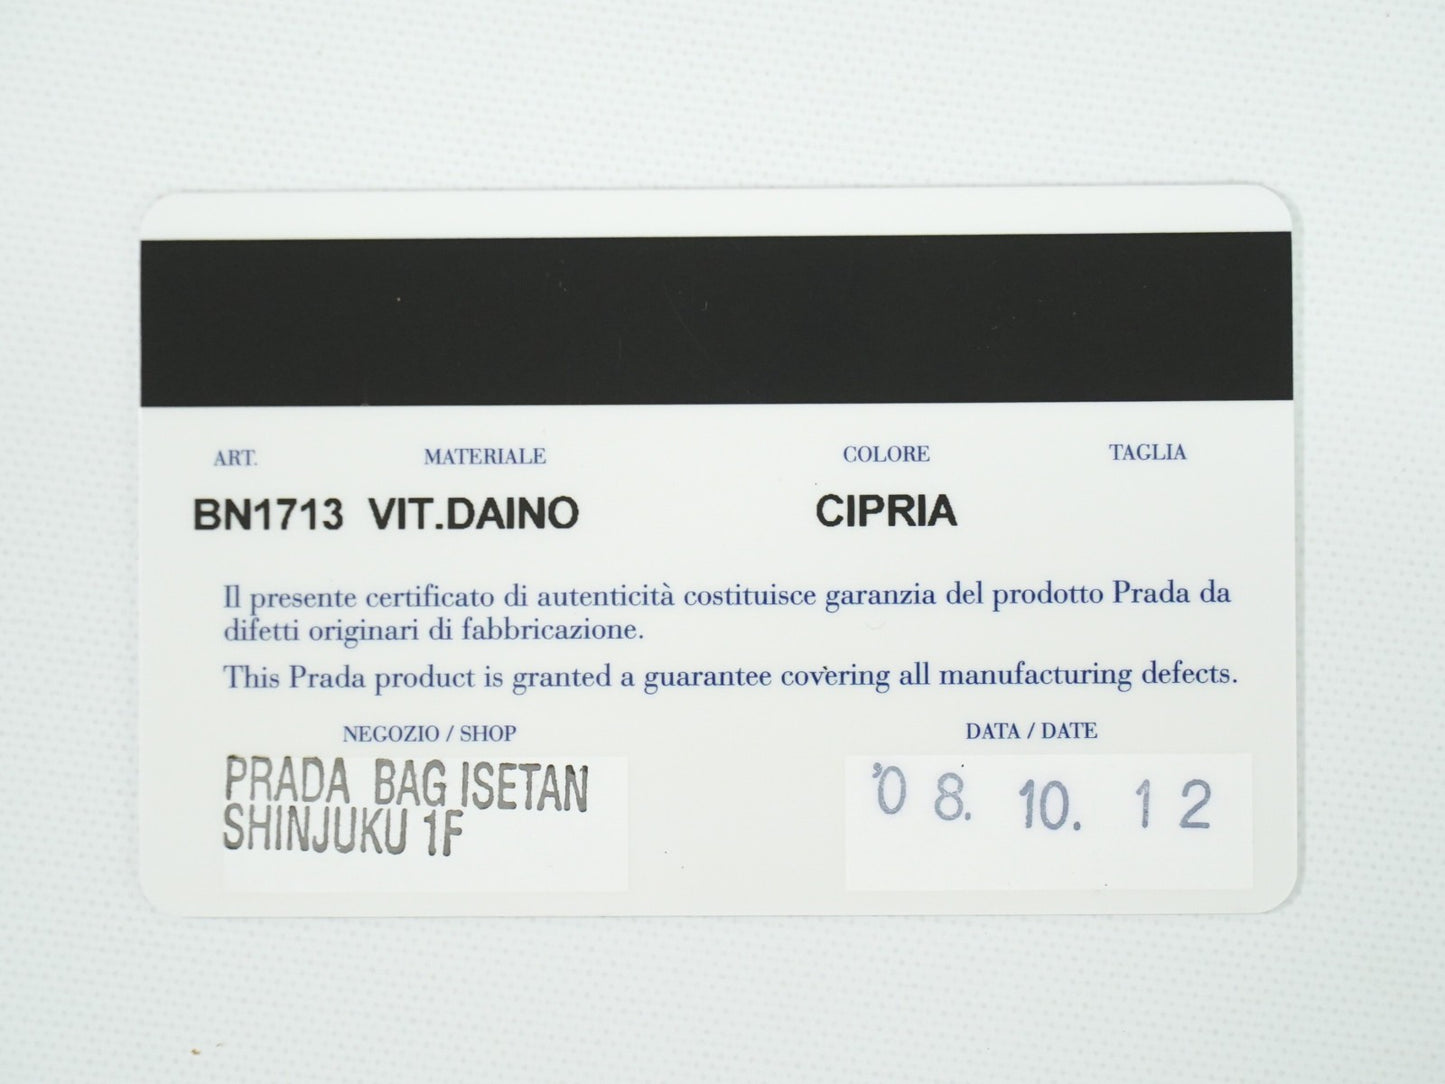 ART. MATERIALE COLORE TAGLIA
BN1713 VIT.DAINO CIPRIA
Il presente certificato di autenticità costituisce garanzia del prodotto Prada da
difetti originari di fabbricazione.
This Prada product is granted a guarantee covering all manufacturing defects.
NEGOZIO / SHOP DATA / DATE
PRADA BAG ISETAN
SHINJUKU 1F
'08. 10. 12